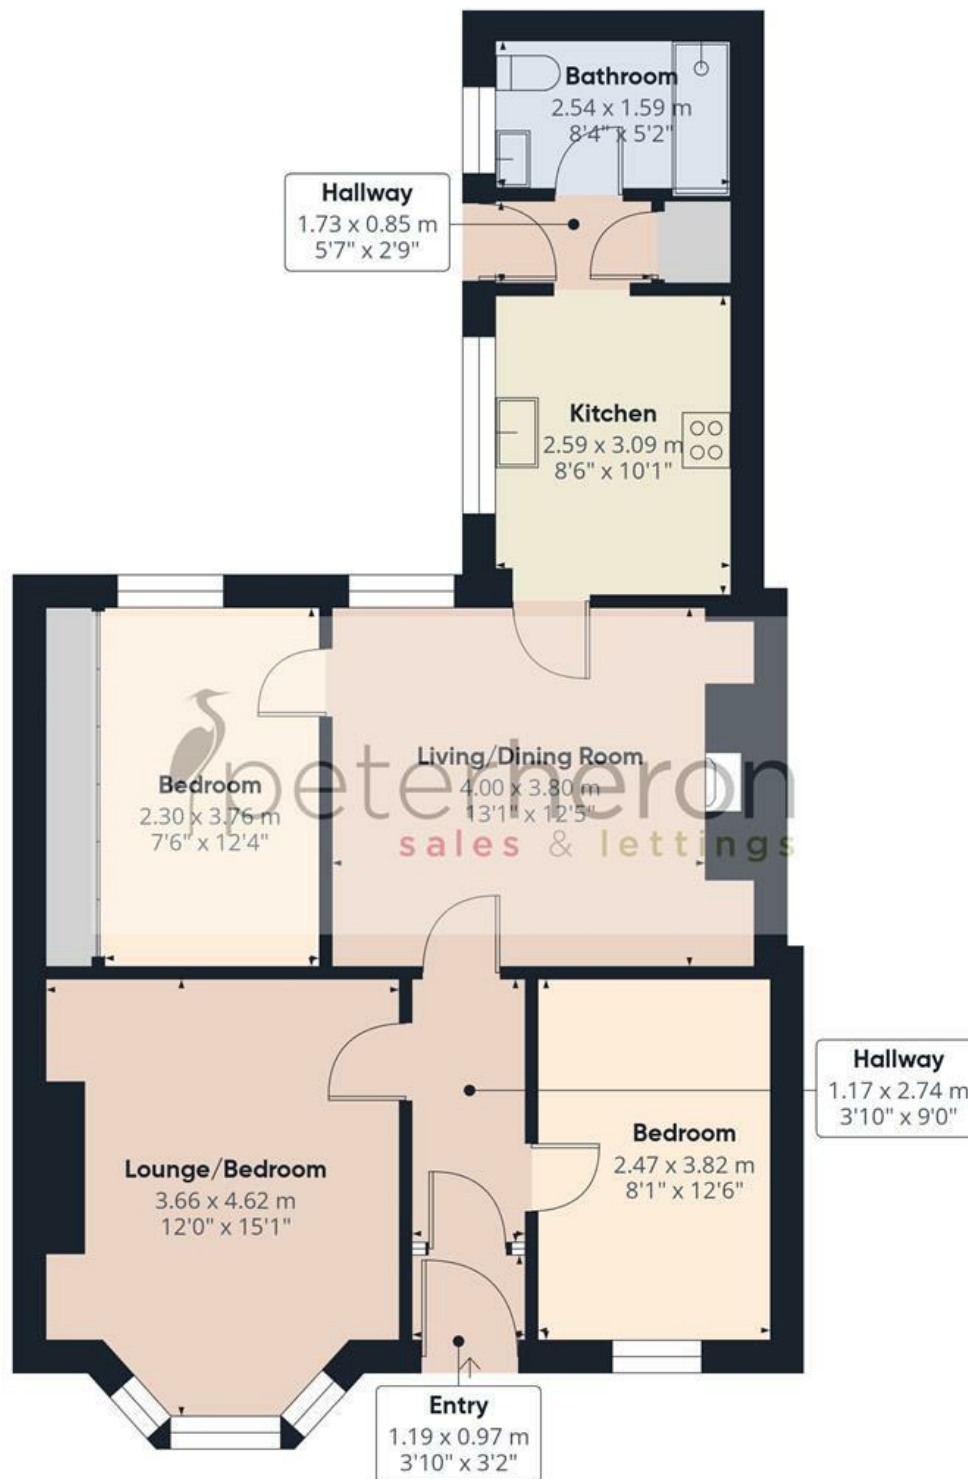 Bathroom
2.54 x 1.59 m
8'4" x 5'2"
Hallway
1.73 x 0.85 m
5'7" x 2'9"
Kitchen
2.59 x 3.09 m
8'6" x 10'1"
Living/Dining Room
4.00 x 3.80 m
13'1" x 12'5"
Bedroom
2.30 x 3.76 m
7'6" x 12'4"
peterheron
sales & lettings
Hallway
1.17 x 2.74 m
3'10" x 9'0"
Bedroom
2.47 x 3.82 m
8'1" x 12'6"
Lounge/Bedroom
3.66 x 4.62 m
12'0" x 15'1"
Entry
1.19 x 0.97 m
3'10" x 3'2"